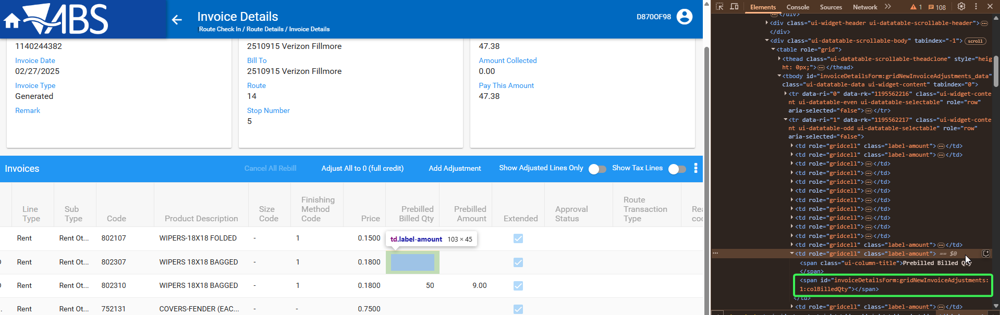 ABS
Invoice Details
Route Check In / Route Details / Invoice Details
D870OF98
1140244382
Invoice Date
02/27/2025
Invoice Type
Generated
Remark
2510915 Verizon Fillmore
Bill To
2510915 Verizon Fillmore
Route
14
Stop Number
5
47.38
Amount Collected
0.00
Pay This Amount
47.38
Invoices
Cancel All Rebill
Adjust All to 0 (full credit)
Add Adjustment
Show Adjusted Lines Only
Show Tax Lines
Line Type
Sub Type
Code
Product Description
Size Code
Finishing Method Code
Price
Prebilled Billed Qty
Prebilled Amount
Extended
Approval Status
Route Transaction Type
Rent Rent Ot... 802107 WIPERS-18X18 FOLDED - 1 0.1500
td.label-amount 103 × 45
Rent Rent Ot... 802307 WIPERS 18X18 BAGGED - 1 0.1800
Rent Rent Ot... 802310 WIPERS 18X18 BAGGED - 1 0.1800 50 9.00
Rent Rent Ot... 752131 COVERS-FENDER (EAC... - - 0.7500
Elements Console Sources Network 1 108
</div>
<div class="ui-widget-header ui-datatable-scrollable-header">
</div>
<div class="ui-datatable-scrollable-body" tabindex="-1"> scroll
<table role="grid">
<thead class="ui-datatable-scrollable-theadclone" style="heig
ht: 0px;"> </thead>
<tbody id="invoiceDetailsForm:gridNewInvoiceAdjustments_data"
class="ui-datatable-data ui-widget-content" tabindex="0">
<tr data-ri="0" data-rk="1195562216" class="ui-widget-conte
nt ui-datatable-even ui-datatable-selectable" role="row"
aria-selected="false"> </tr>
<tr data-ri="1" data-rk="1195562217" class="ui-widget-conte
nt ui-datatable-odd ui-datatable-selectable" role="row"
aria-selected="false">
<td role="gridcell" class="label-amount"> </td>
<td role="gridcell" class="label-amount"> </td>
<td role="gridcell"> </td>
<td role="gridcell"> </td>
<td role="gridcell"> </td>
<td role="gridcell"> </td>
<td role="gridcell"> </td>
<td role="gridcell"> </td>
<td role="gridcell"> </td>
<td role="gridcell"> </td>
<td role="gridcell"> </td>
<td role="gridcell" class="label-amount"> </td>
<td role="gridcell" class="label-amount"> == $0
<span class="ui-column-title">Prebilled Billed Qty
</span>
<span id="invoiceDetailsForm:gridNewInvoiceAdjustments:
1:colBilledQty"></span>
</td>
<td role="gridcell" class="label-amount"> </td>